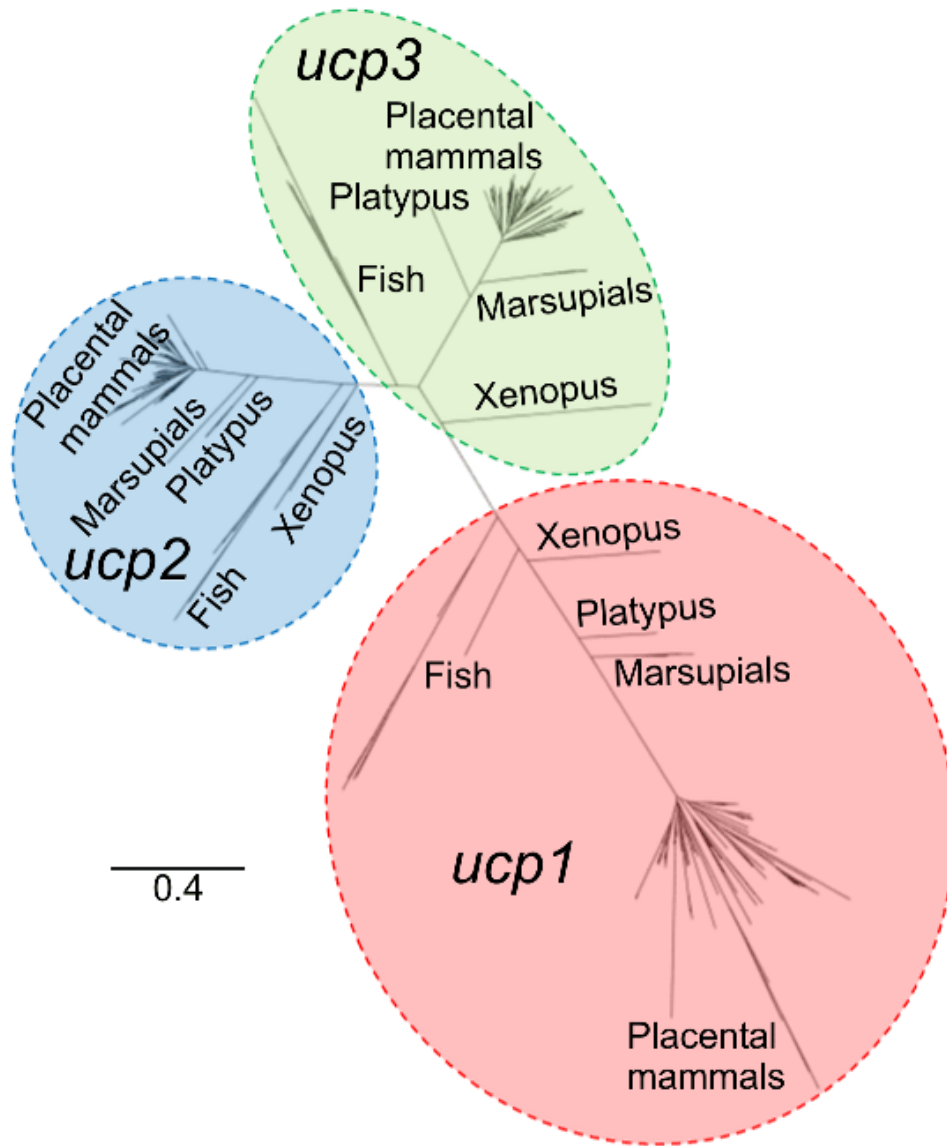 ucp3
Placental
mammals
Platypus
Fish
Marsupials
Xenopus
Placental
mammals
Marsupials
Platypus
Xenopus
ucp2
Fish
Xenopus
Platypus
Marsupials
Fish
ucp1
0.4
Placental
mammals